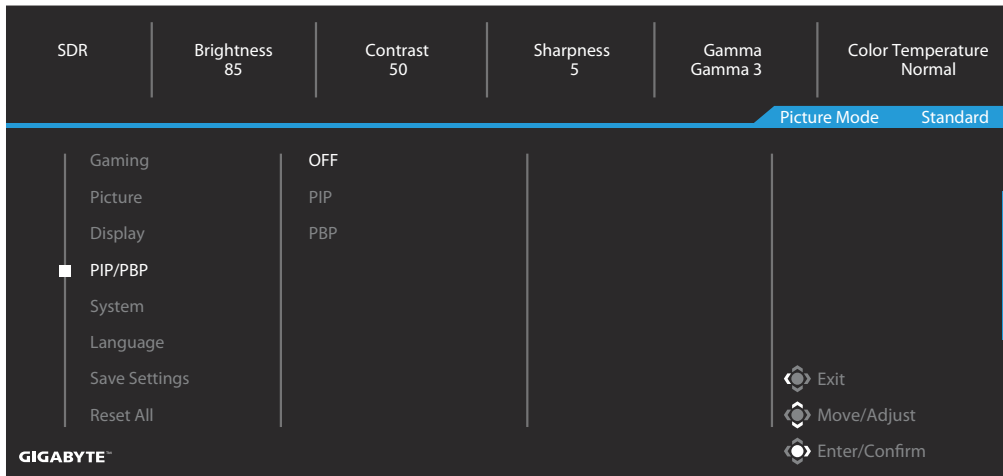 SDR Brightness Contrast Sharpness Gamma Color Temperature
85 50 5 Gamma 3 Normal
Picture Mode Standard
Gaming OFF
Picture PIP
Display PBP
PIP/PBP
System
Language
Save Settings Exit
Reset All Move/Adjust
GIGABYTE™ Enter/Confirm